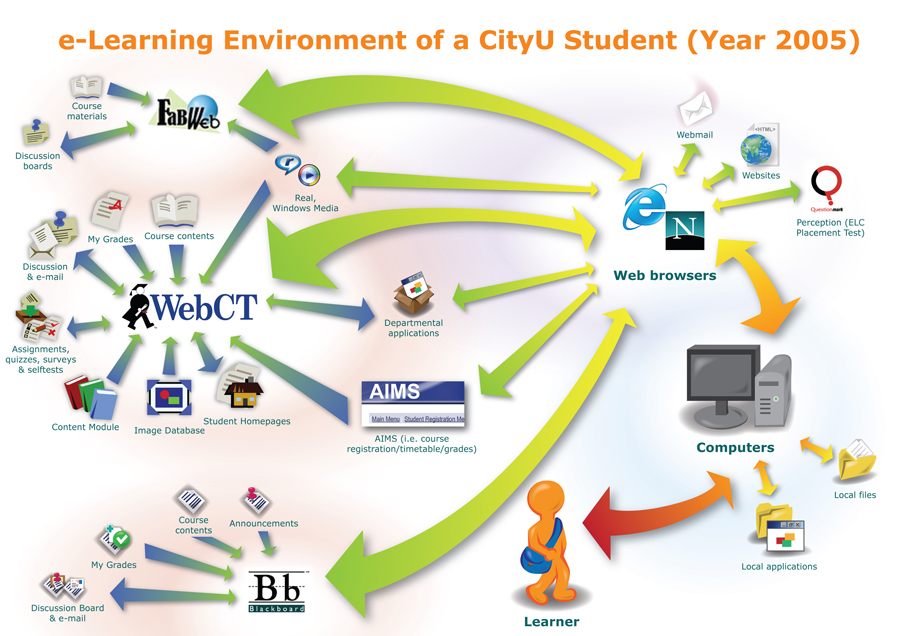 e-Learning Environment of a CityU Student (Year 2005)
Course
materials
FABWeb
Discussion
boards
Real,
Windows Media
Webmail
<HTML>
Websites
Questionmark
Perception (ELC
Placement Test)
N
Web browsers
My Grades
Course contents
Discussion
& e-mail
WebCT
Departmental
applications
Assignments,
quizzes, surveys
& selftests
Content Module
Image Database
Student Homepages
AIMS
Main Menu Student Registration Me
AIMS (i.e. course
registration/timetable/grades)
Computers
Local files
Local applications
Course
contents
Announcements
My Grades
Discussion Board
& e-mail
Bb
Blackboard
Learner